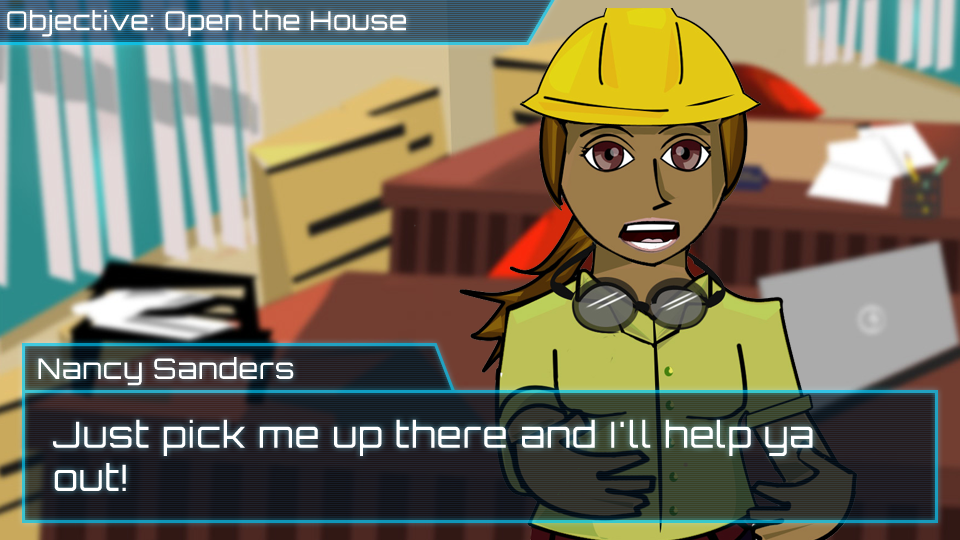 Objective: Open the House
Nancy Sanders
Just pick me up there and I'll help ya
out!